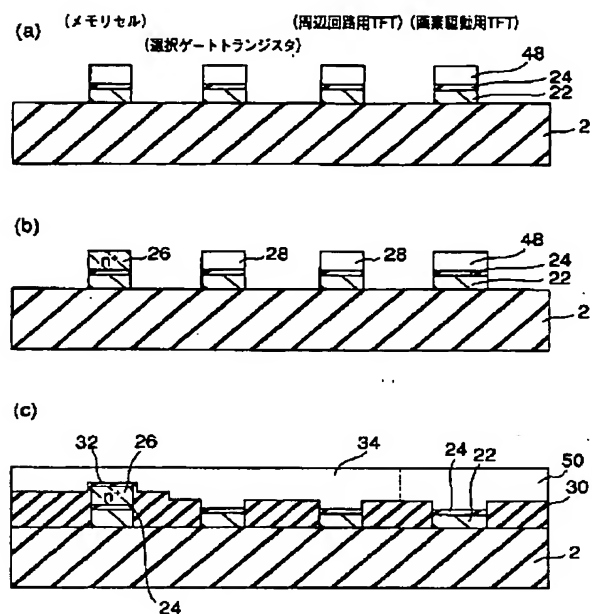 (a)
(メモリセル)
(選択ゲートトランジスタ)
(周辺回路用TFT)
(画素駆動用TFT)
48
24
22
2
(b)
n+
26
28
28
48
24
22
2
(c)
32
26
34
24
22
50
30
n+
2
24